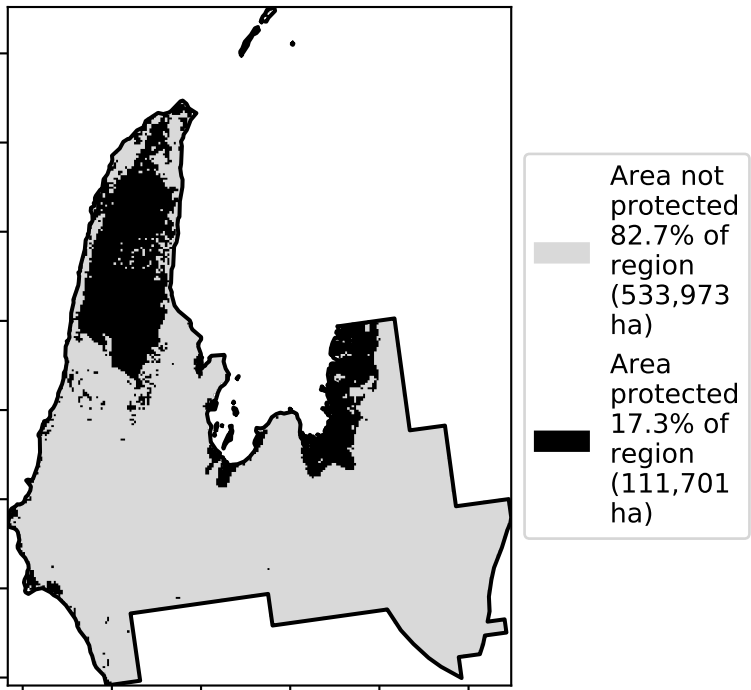 Area not
protected
82.7% of
region
(533,973
ha)
Area
protected
17.3% of
region
(111,701
ha)